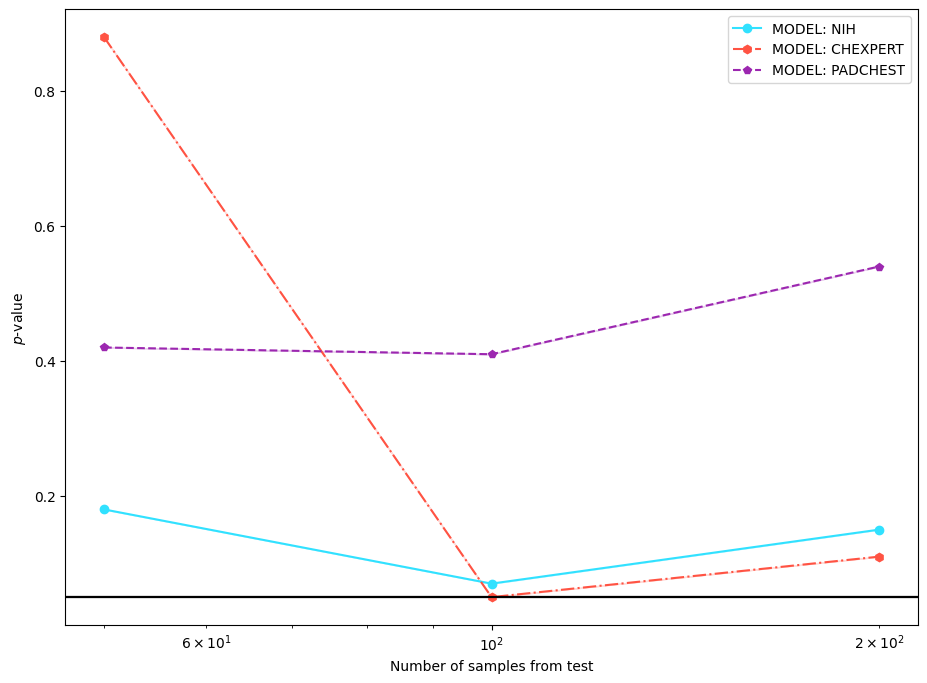 MODEL: NIH
MODEL: CHEXPERT
MODEL: PADCHEST
p-value
0.8
0.6
0.4
0.2
6 × 10¹
10²
2 × 10²
Number of samples from test